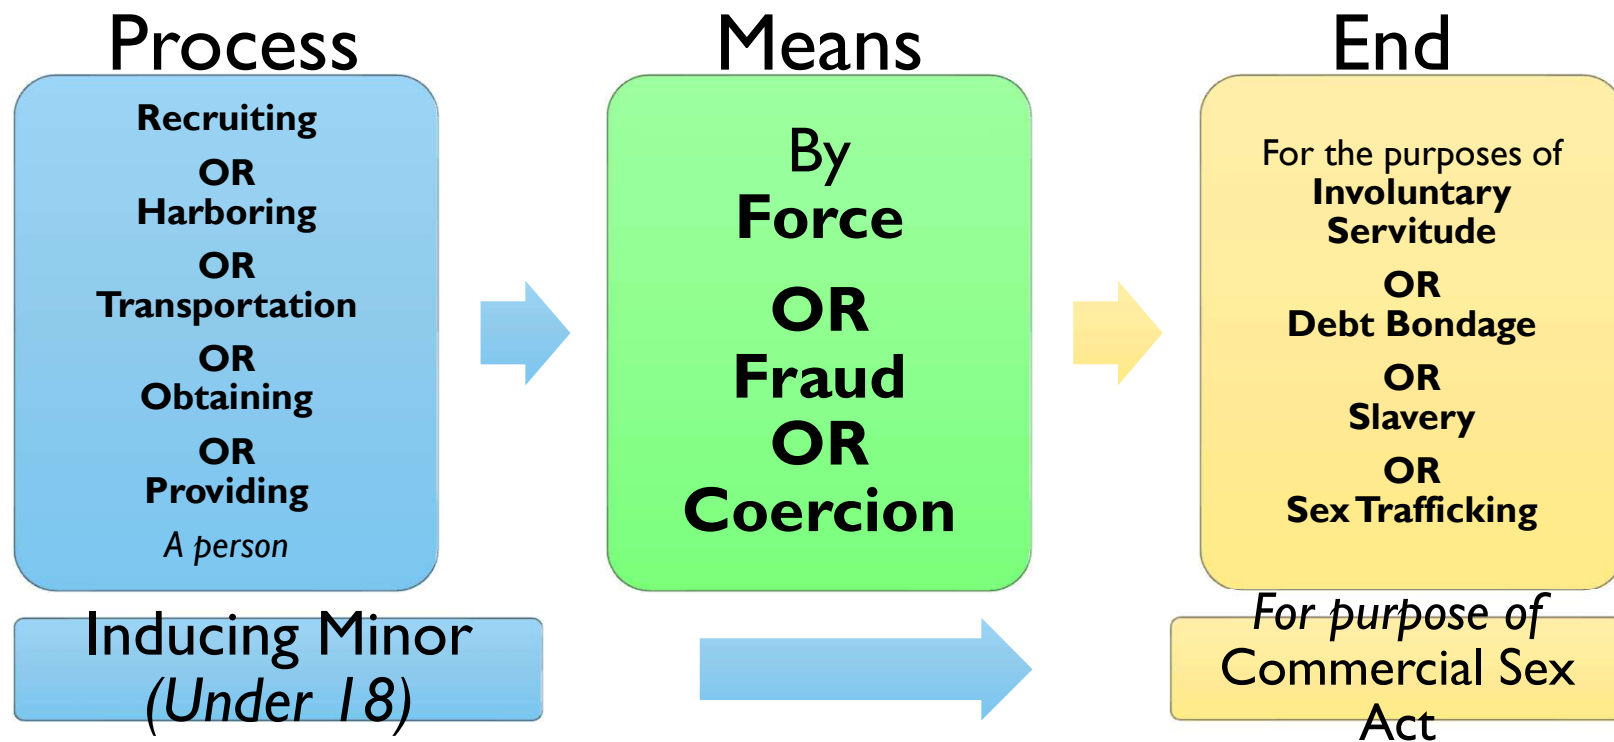 Process
Recruiting
OR
Harboring
OR
Transportation
OR
Obtaining
OR
Providing
A person
Means
By
Force
OR
Fraud
OR
Coercion
End
For the purposes of
Involuntary
Servitude
OR
Debt Bondage
OR
Slavery
OR
Sex Trafficking
Inducing Minor
(Under 18)
For purpose of
Commercial Sex
Act